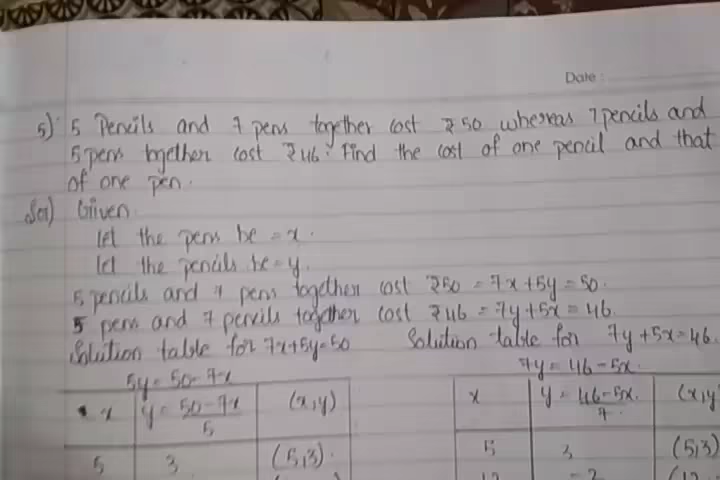 Date :
5) 5 Pencils and 7 pens together cost ₹50 whereas 7 pencils and
5 pens together cost ₹46. Find the cost of one pencil and that
of one pen.
Sol) Given
let the pens be = x.
let the pencils be = y.
5 pencils and 7 pens together cost ₹50 = 7x+5y = 50.
5 pens and 7 pencils together cost ₹46 = 7y+5x = 46.
Solution table for 7x+5y=50 Solution table for 7y+5x=46.
5y = 50-7x 7y = 46-5x.
x y = 50-7x/5 (x,y) x y = 46-5x/7. (x,y
5 3 (5,3) 5 3 (5,3)
12 -2 (12